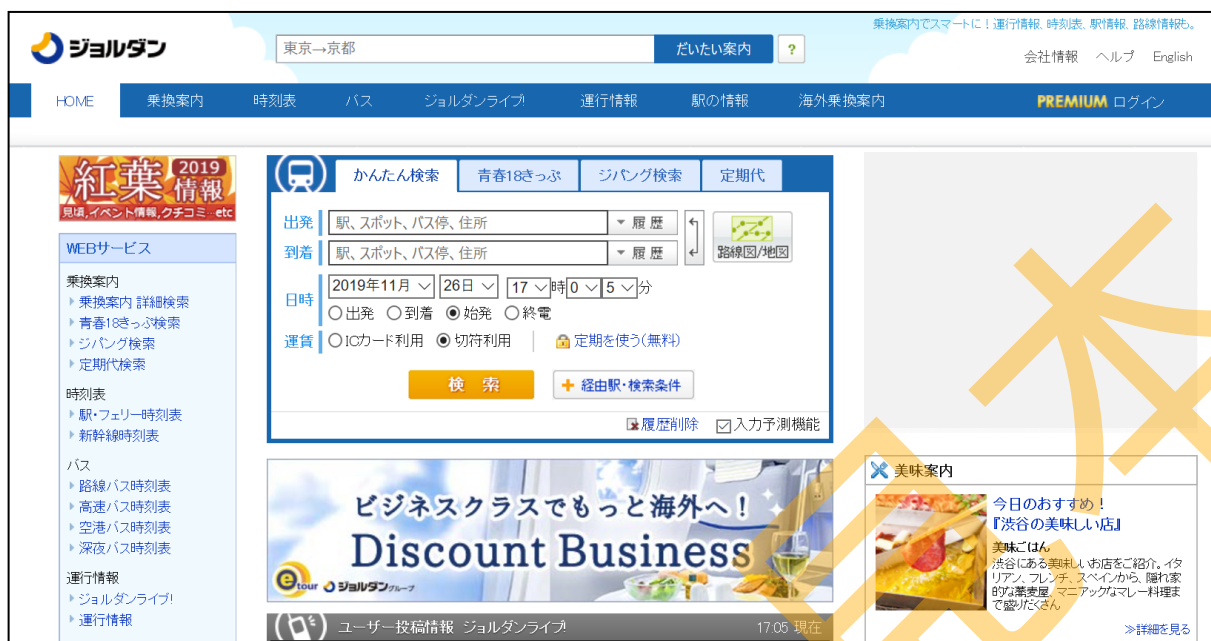 乗換案内でスマートに！運行情報、時刻表、駅情報、路線情報も。
ジョルダン
東京→京都
だいたい案内
?
会社情報 ヘルプ English
HOME 乗換案内 時刻表 バス ジョルダンライブ! 運行情報 駅の情報 海外乗換案内 PREMIUM ログイン
紅葉 2019 情報
見頃,イベント情報,クチコミ…etc
WEBサービス
乗換案内
乗換案内 詳細検索
青春18きっぷ検索
ジパング検索
定期代検索
時刻表
駅・フェリー時刻表
新幹線時刻表
バス
路線バス時刻表
高速バス時刻表
空港バス時刻表
深夜バス時刻表
運行情報
ジョルダンライブ!
運行情報
かんたん検索 青春18きっぷ ジパング検索 定期代
出発 駅、スポット、バス停、住所 履歴
到着 駅、スポット、バス停、住所 履歴
路線図/地図
日時 2019年11月 26日 17 時 0 5 分
出発 到着 始発 終電
運賃 ICカード利用 切符利用 定期を使う(無料)
検 索 経由駅・検索条件
履歴削除 入力予測機能
ビジネスクラスでもっと海外へ！
Discount Business
etour ジョルダングループ
ユーザー投稿情報 ジョルダンライブ! 17:05 現在
美味案内
今日のおすすめ！
『渋谷の美味しい店』
美味ごはん
渋谷にある美味しいお店をご紹介。イタ
リアン、フレンチ、スペインから、隠れ家
的な蕎麦屋、マニアックなマレー料理ま
で盛りだくさん
≫詳細を見る